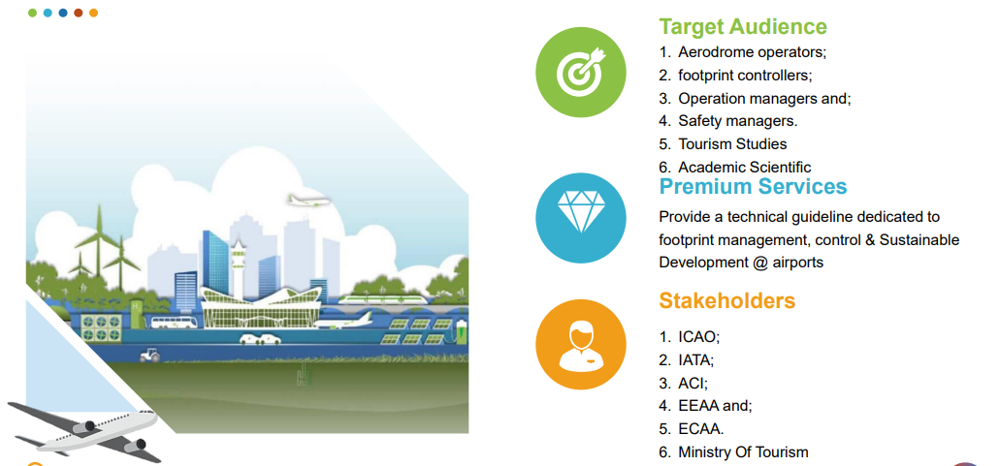 Target Audience
1. Aerodrome operators;
2. footprint controllers;
3. Operation managers and;
4. Safety managers.
5. Tourism Studies
6. Academic Scientific
Premium Services
Provide a technical guideline dedicated to
footprint management, control & Sustainable
Development @ airports
Stakeholders
1. ICAO;
2. IATA;
3. ACI;
4. EEAA and;
5. ECAA.
6. Ministry Of Tourism